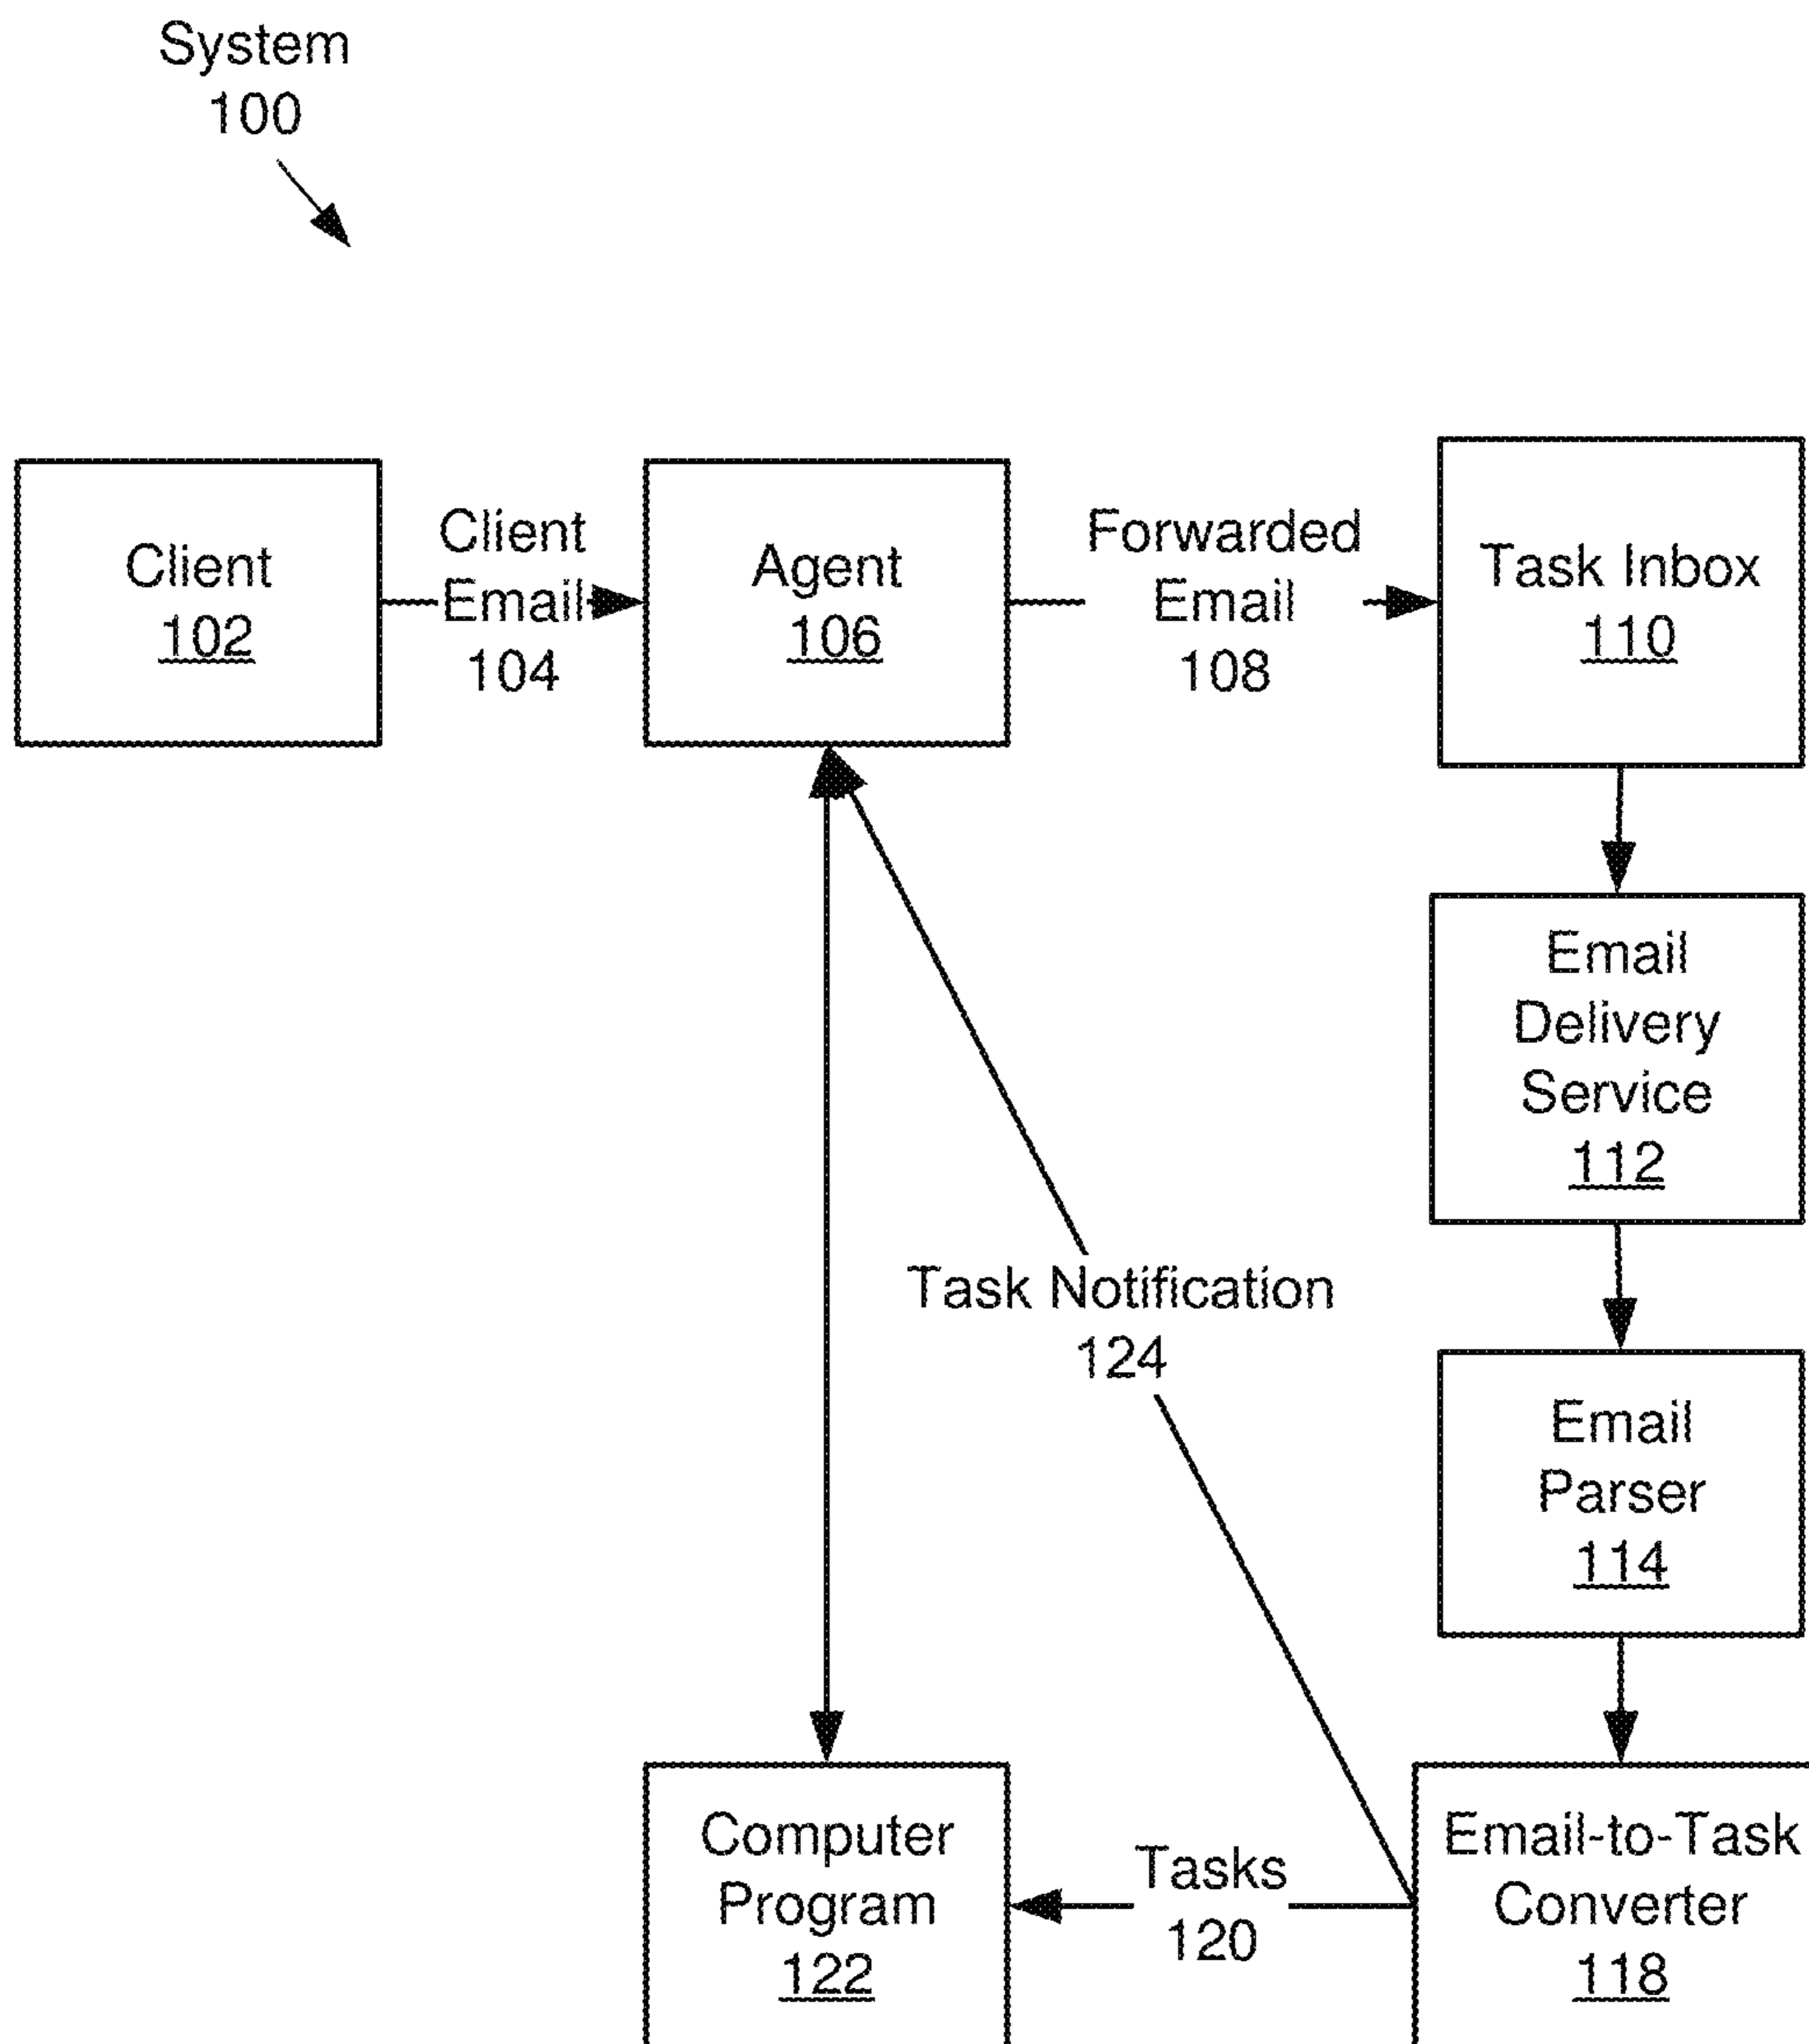 System
100
Client
102
Client
Email
104
Agent
106
Forwarded
Email
108
Task Inbox
110
Email
Delivery
Service
112
Task Notification
124
Email
Parser
114
Computer
Program
122
Tasks
120
Email-to-Task
Converter
118